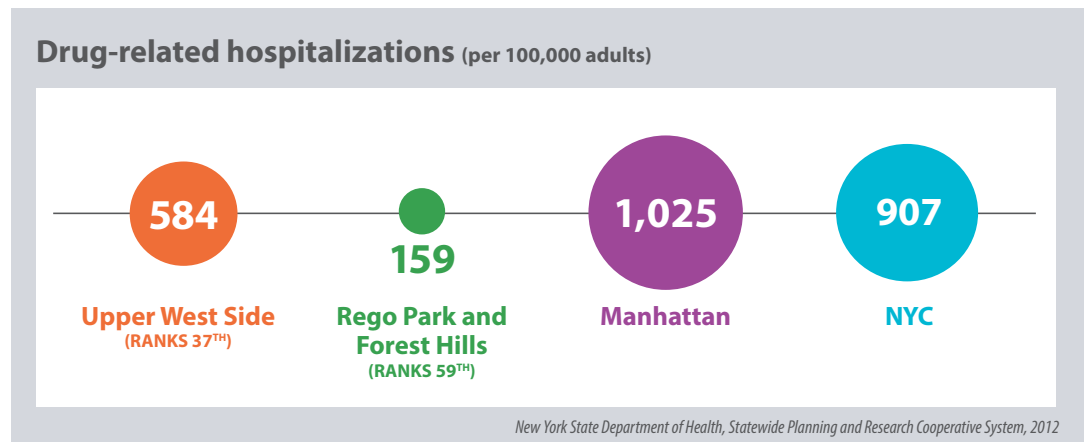 Drug-related hospitalizations (per 100,000 adults)
584
159
1,025
907
Upper West Side
(RANKS 37TH)
Rego Park and
Forest Hills
(RANKS 59TH)
Manhattan
NYC
New York State Department of Health, Statewide Planning and Research Cooperative System, 2012